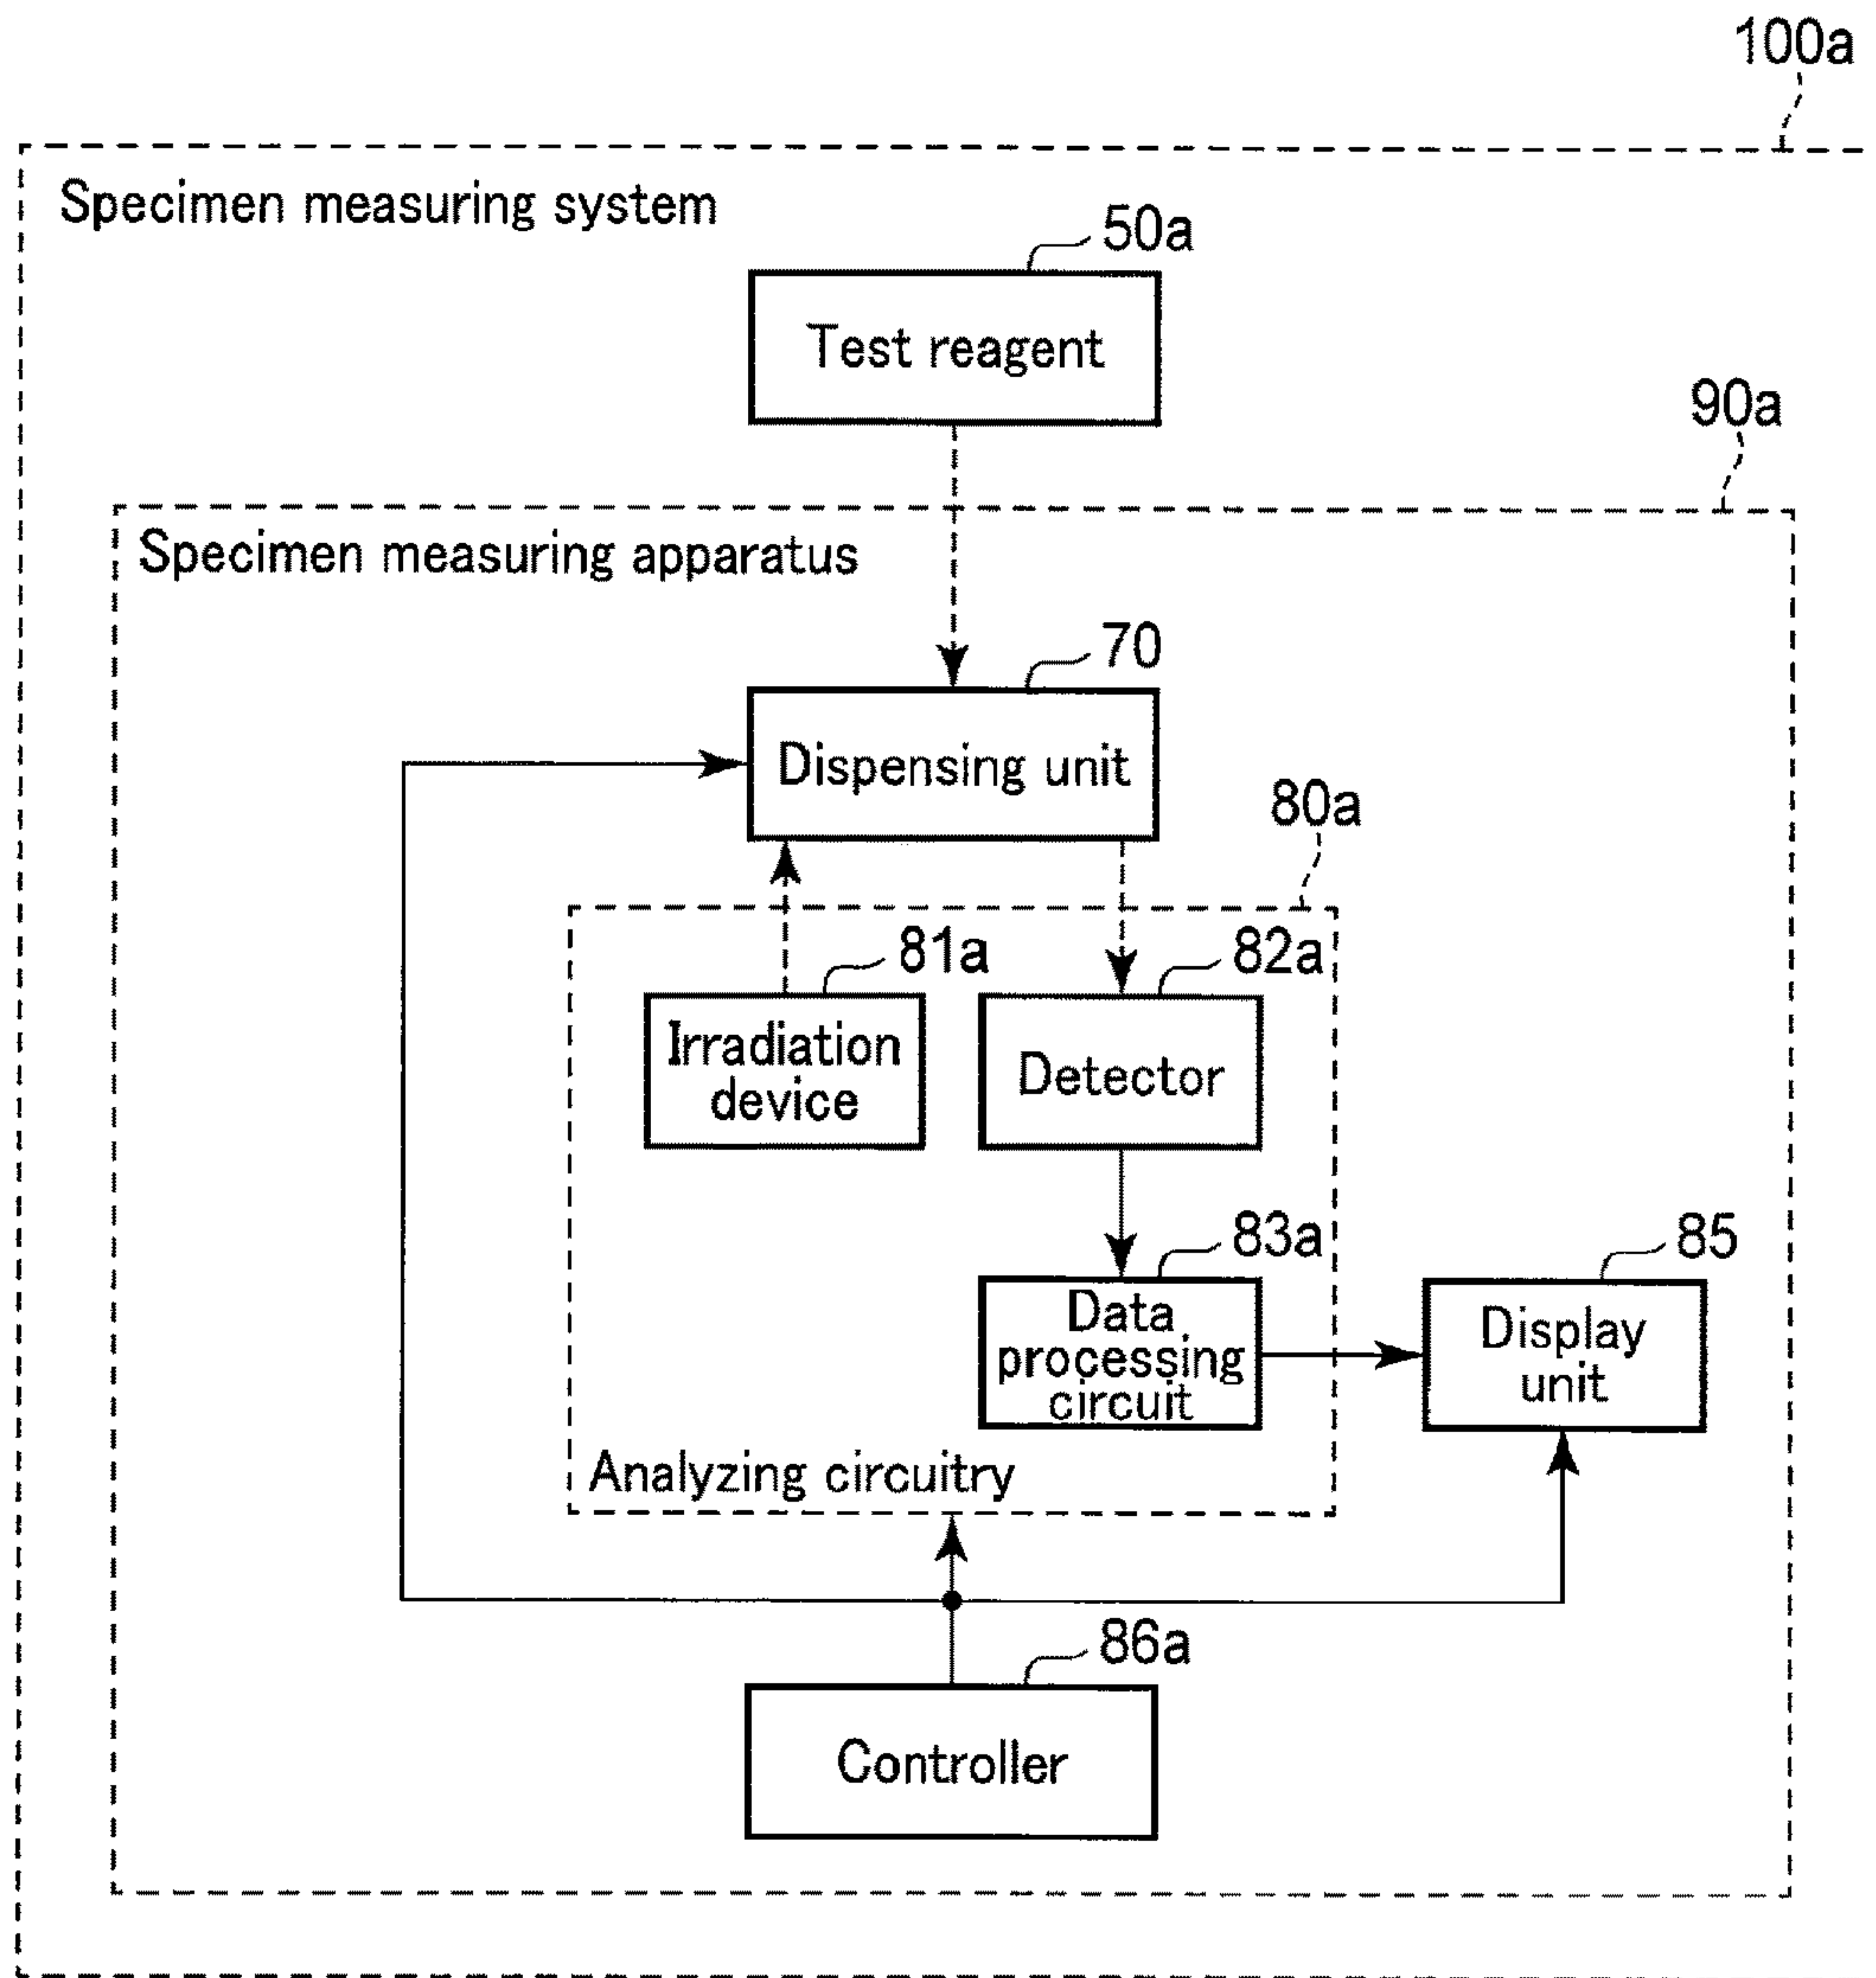 100a
Specimen measuring system
50a
Test reagent
90a
Specimen measuring apparatus
70
Dispensing unit
80a
81a
82a
Irradiation
device
Detector
83a
85
Data
processing
circuit
Display
unit
Analyzing circuitry
86a
Controller